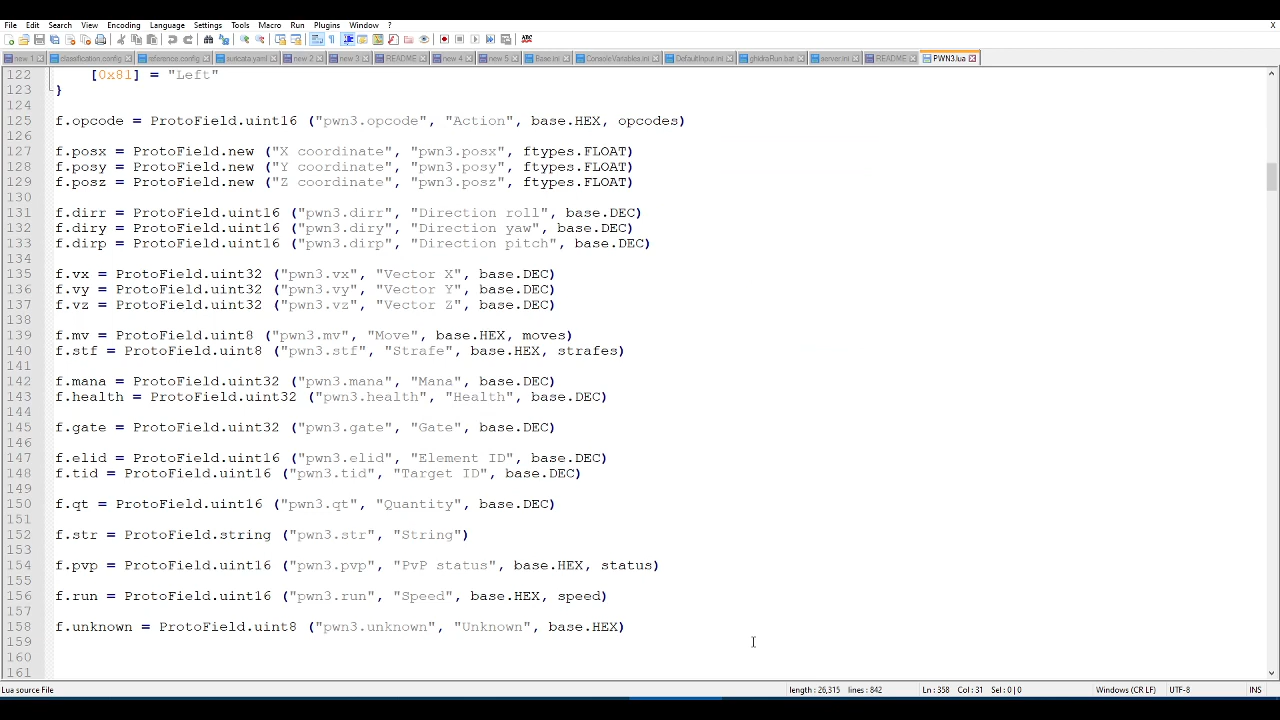 File Edit Search View Encoding Language Settings Tools Macro Run Plugins Window ? X
new 1 classification.config reference.config suricata.yaml new 2 new 3 README new 4 new 5 Base.ini ConsoleVariables.ini DefaultInput.ini ghidraRun.bat server.ini README PWN3.lua
122 [0x81] = "Left"
123 }
124
125 f.opcode = ProtoField.uint16 ("pwn3.opcode", "Action", base.HEX, opcodes)
126
127 f.posx = ProtoField.new ("X coordinate", "pwn3.posx", ftypes.FLOAT)
128 f.posy = ProtoField.new ("Y coordinate", "pwn3.posy", ftypes.FLOAT)
129 f.posz = ProtoField.new ("Z coordinate", "pwn3.posz", ftypes.FLOAT)
130
131 f.dirr = ProtoField.uint16 ("pwn3.dirr", "Direction roll", base.DEC)
132 f.diry = ProtoField.uint16 ("pwn3.diry", "Direction yaw", base.DEC)
133 f.dirp = ProtoField.uint16 ("pwn3.dirp", "Direction pitch", base.DEC)
134
135 f.vx = ProtoField.uint32 ("pwn3.vx", "Vector X", base.DEC)
136 f.vy = ProtoField.uint32 ("pwn3.vy", "Vector Y", base.DEC)
137 f.vz = ProtoField.uint32 ("pwn3.vz", "Vector Z", base.DEC)
138
139 f.mv = ProtoField.uint8 ("pwn3.mv", "Move", base.HEX, moves)
140 f.stf = ProtoField.uint8 ("pwn3.stf", "Strafe", base.HEX, strafes)
141
142 f.mana = ProtoField.uint32 ("pwn3.mana", "Mana", base.DEC)
143 f.health = ProtoField.uint32 ("pwn3.health", "Health", base.DEC)
144
145 f.gate = ProtoField.uint32 ("pwn3.gate", "Gate", base.DEC)
146
147 f.elid = ProtoField.uint16 ("pwn3.elid", "Element ID", base.DEC)
148 f.tid = ProtoField.uint16 ("pwn3.tid", "Target ID", base.DEC)
149
150 f.qt = ProtoField.uint16 ("pwn3.qt", "Quantity", base.DEC)
151
152 f.str = ProtoField.string ("pwn3.str", "String")
153
154 f.pvp = ProtoField.uint16 ("pwn3.pvp", "PvP status", base.HEX, status)
155
156 f.run = ProtoField.uint16 ("pwn3.run", "Speed", base.HEX, speed)
157
158 f.unknown = ProtoField.uint8 ("pwn3.unknown", "Unknown", base.HEX)
159
160
161
Lua source File length : 26,315 lines : 842 Ln : 358 Col : 31 Sel : 0 | 0 Windows (CR LF) UTF-8 INS